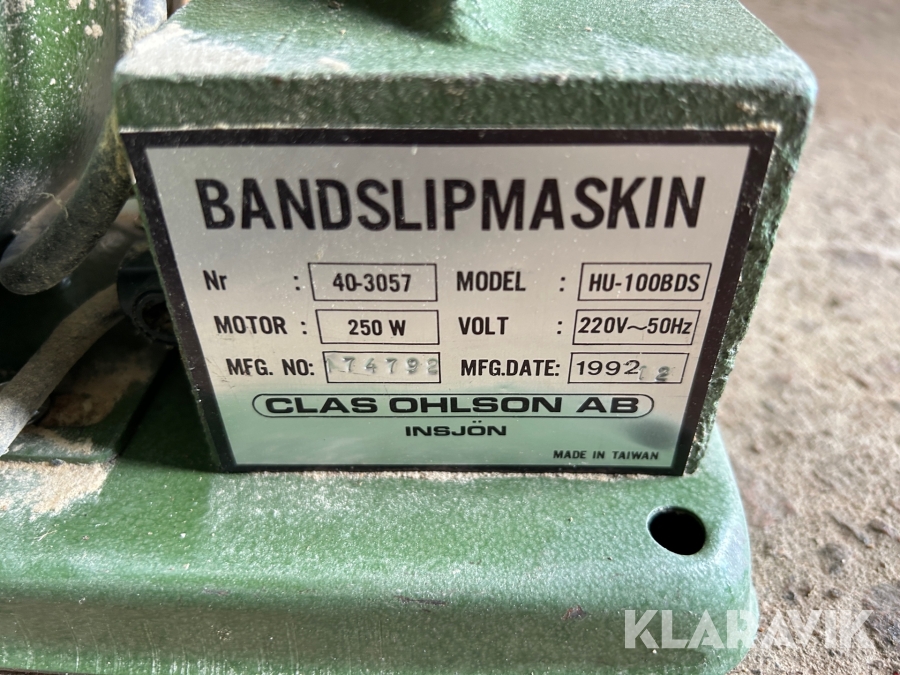 BANDSLIPMASKIN
Nr : 40-3057 MODEL : HU-100BDS
MOTOR : 250 W VOLT : 220V~50Hz
MFG. NO: 174792 MFG.DATE: 1992 12
CLAS OHLSON AB
INSJÖN
MADE IN TAIWAN
KLARAVIK